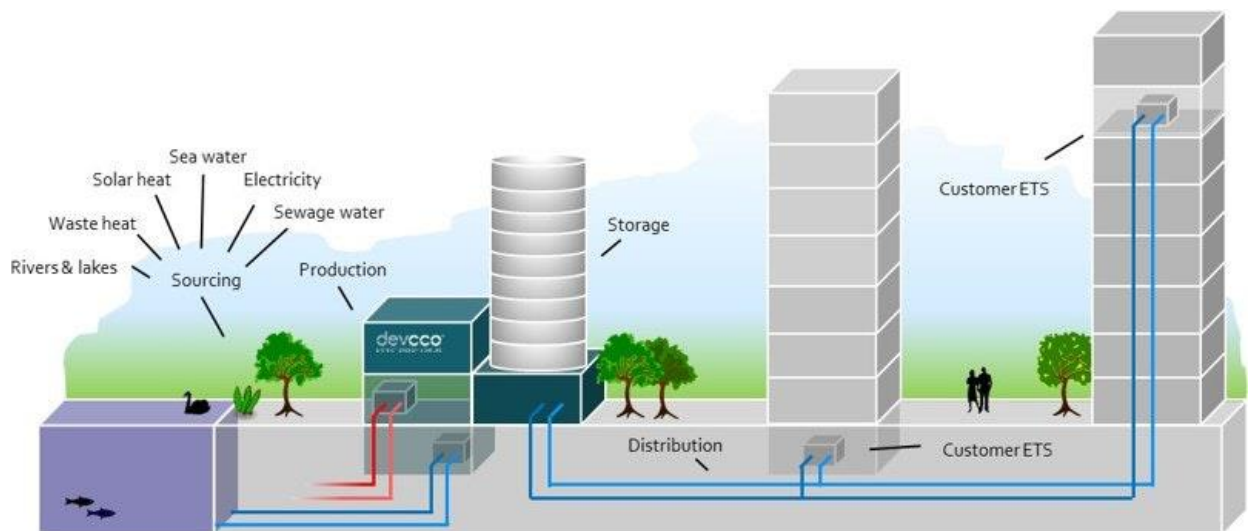 Sea water
Solar heat
Electricity
Waste heat
Sewage water
Rivers & lakes
Sourcing
Production
devcco
Storage
Customer ETS
Distribution
Customer ETS